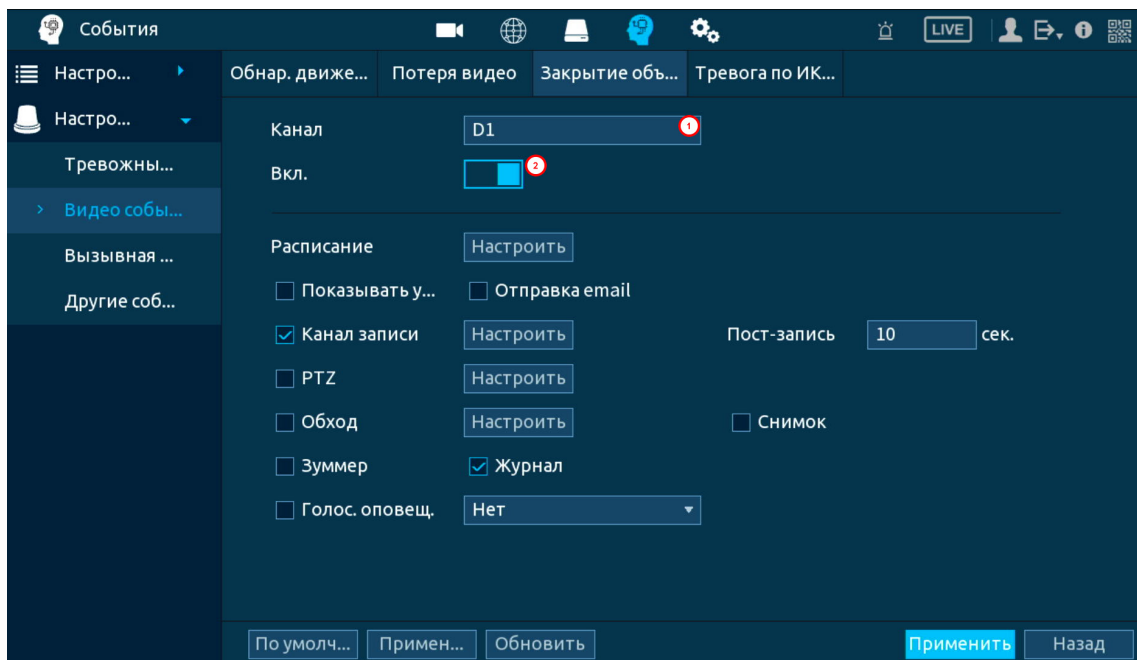 События LIVE
Настро... Обнар. движе... Потеря видео Закрытие объ... Тревога по ИК...
Настро...
Тревожны...
Видео собы...
Вызывная ...
Другие соб...
Канал D1 1
Вкл. 2
Расписание Настроить
Показывать у... Отправка email
Канал записи Настроить Пост-запись 10 сек.
PTZ Настроить
Обход Настроить Снимок
Зуммер Журнал
Голос. оповещ. Нет
По умолч... Примен... Обновить Применить Назад